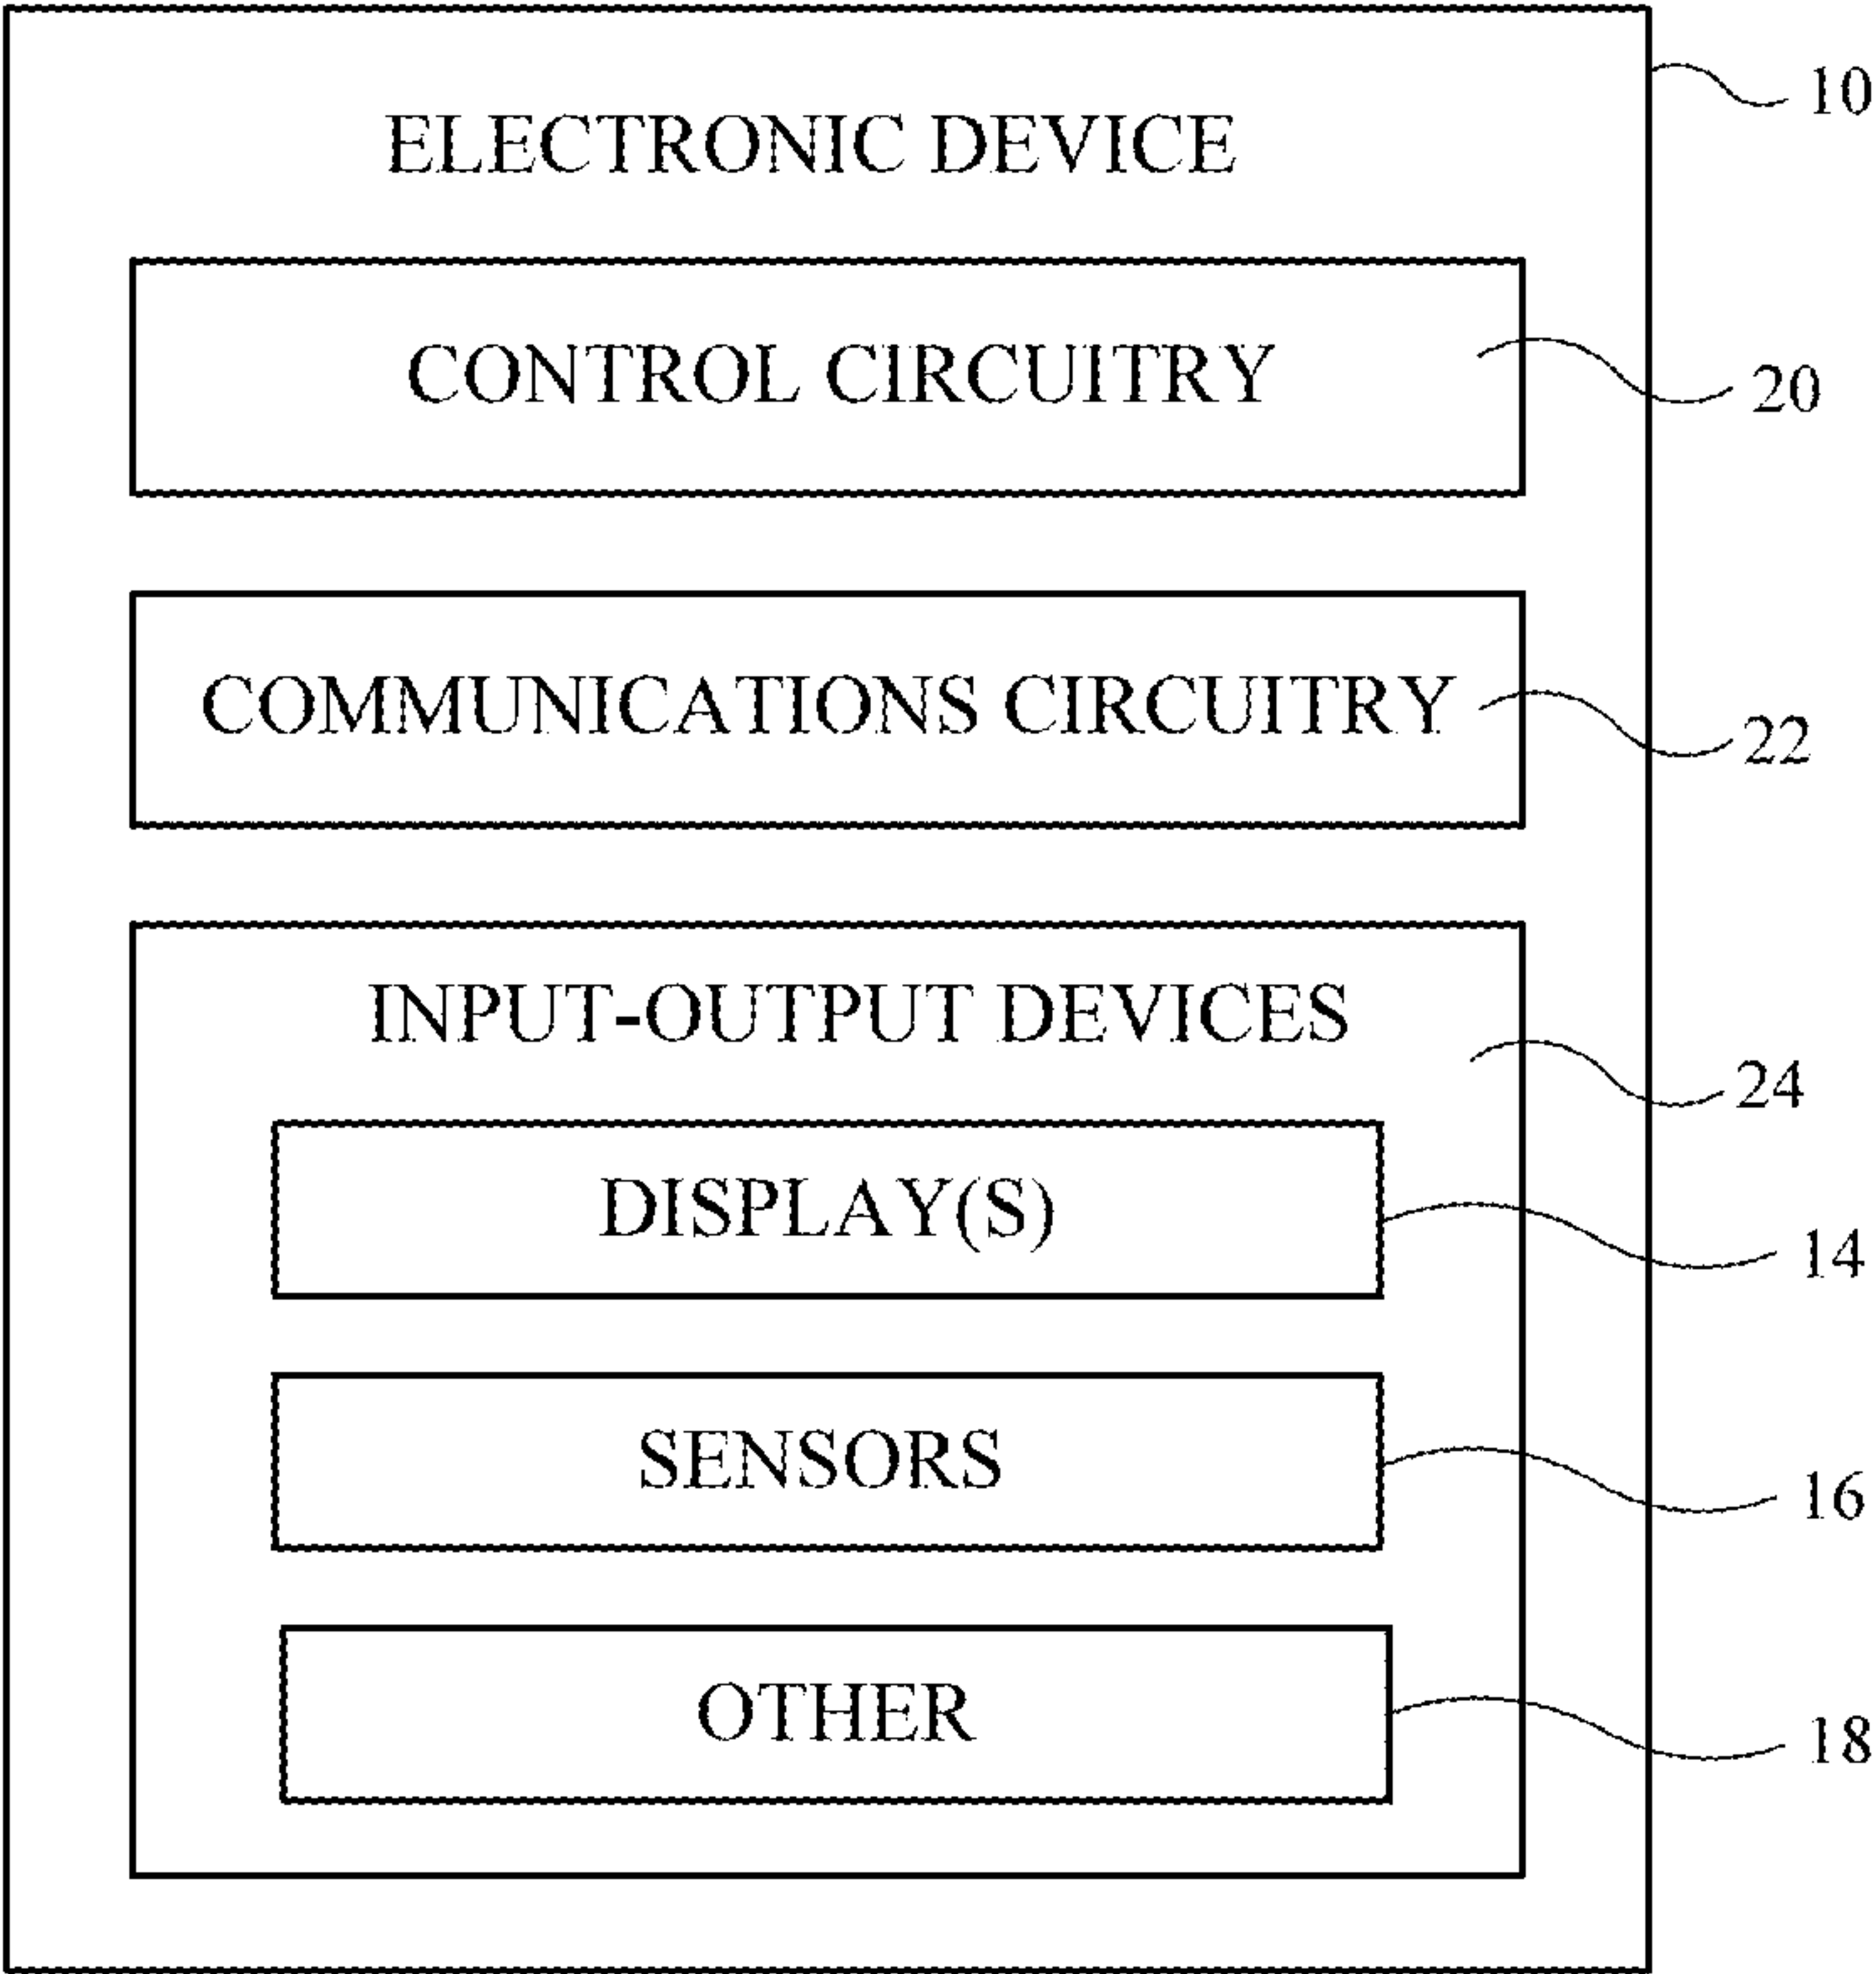 10
ELECTRONIC DEVICE
CONTROL CIRCUITRY
20
COMMUNICATIONS CIRCUITRY
22
INPUT-OUTPUT DEVICES
24
DISPLAY(S)
14
SENSORS
16
OTHER
18